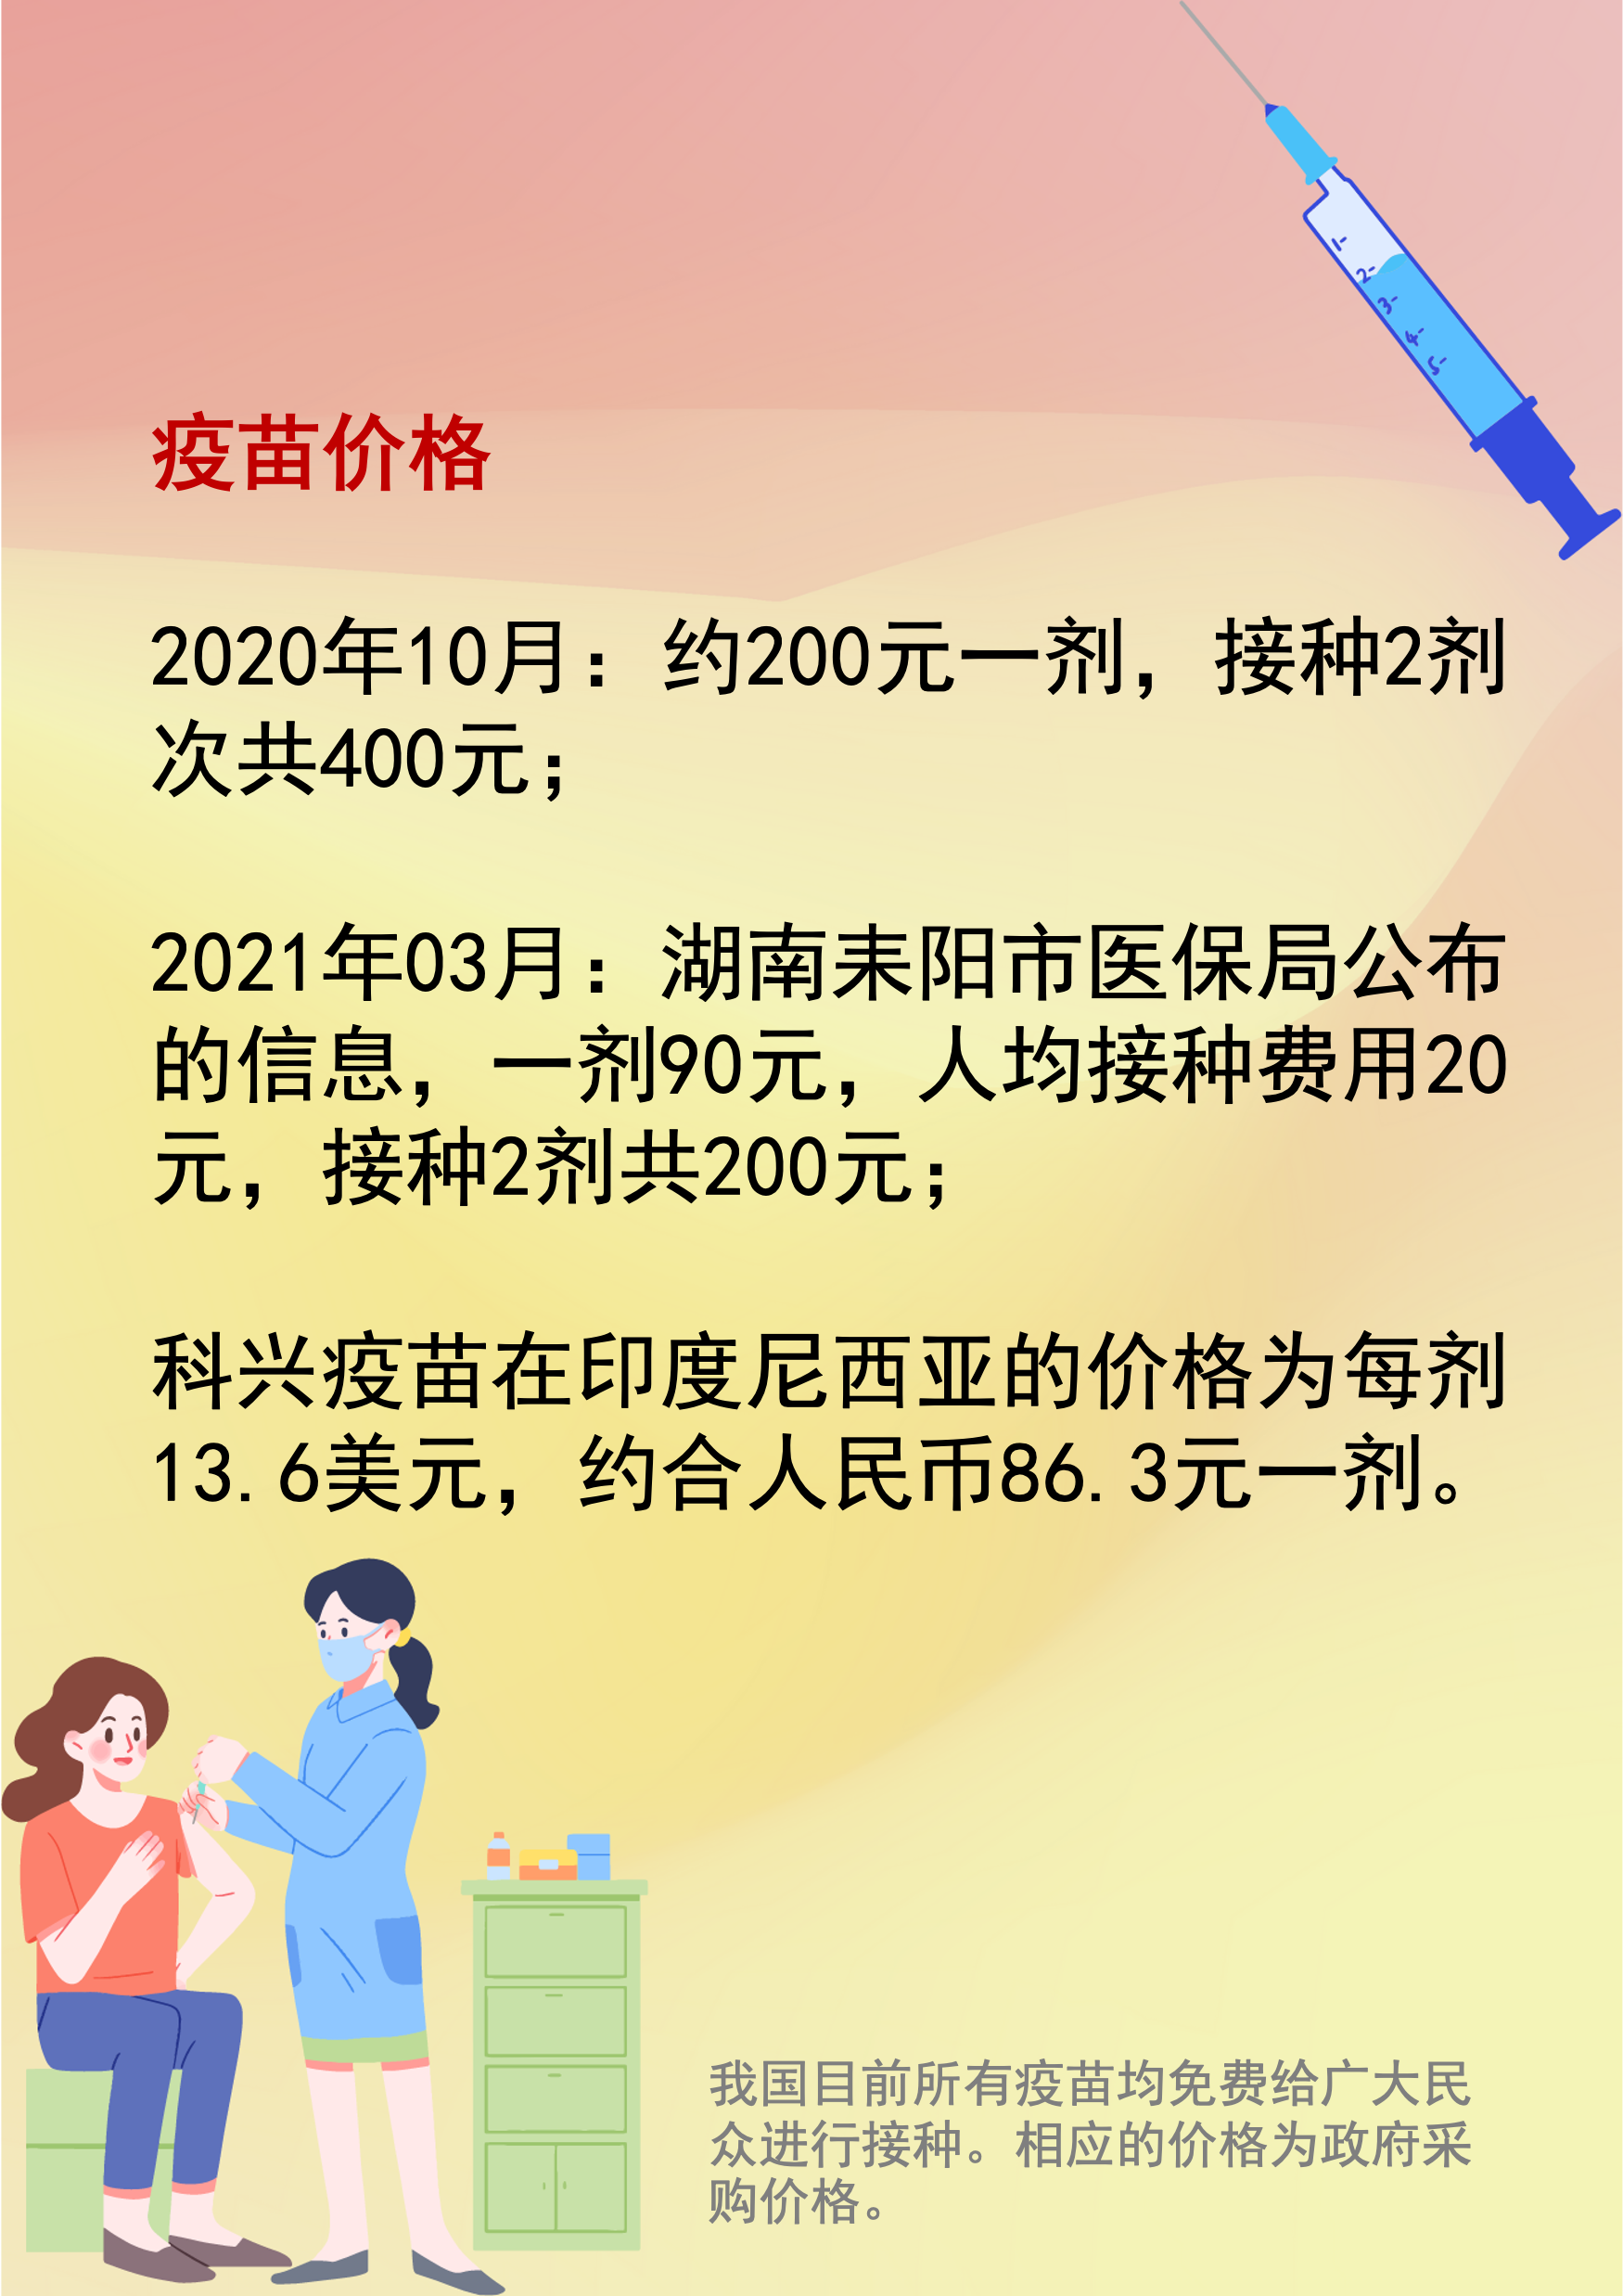 1-
2-
3-
4-
5-
疫苗价格
2020年10月：约200元一剂，接种2剂
次共400元；
2021年03月：湖南耒阳市医保局公布
的信息，一剂90元，人均接种费用20
元，接种2剂共200元；
科兴疫苗在印度尼西亚的价格为每剂
13.6美元，约合人民币86.3元一剂。
我国目前所有疫苗均免费给广大民
众进行接种。相应的价格为政府采
购价格。